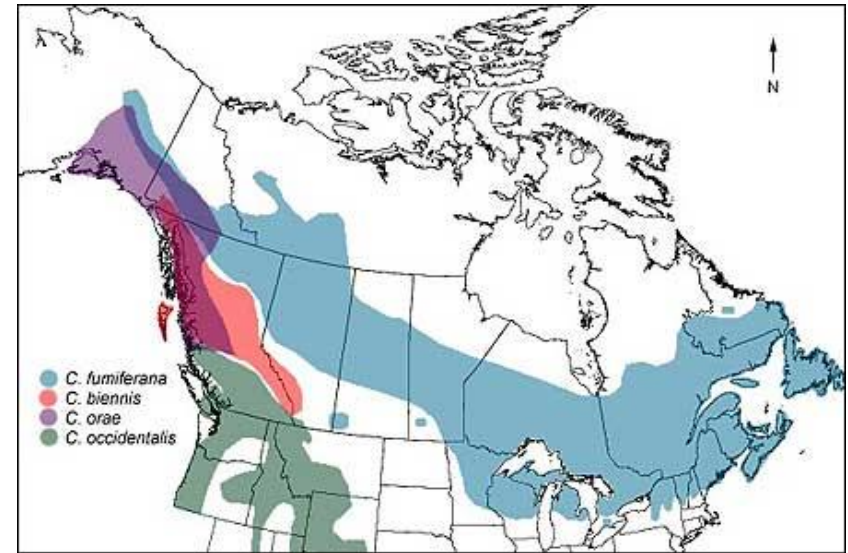 N
C. fumiferana
C. biennis
C. orae
C. occidentalis